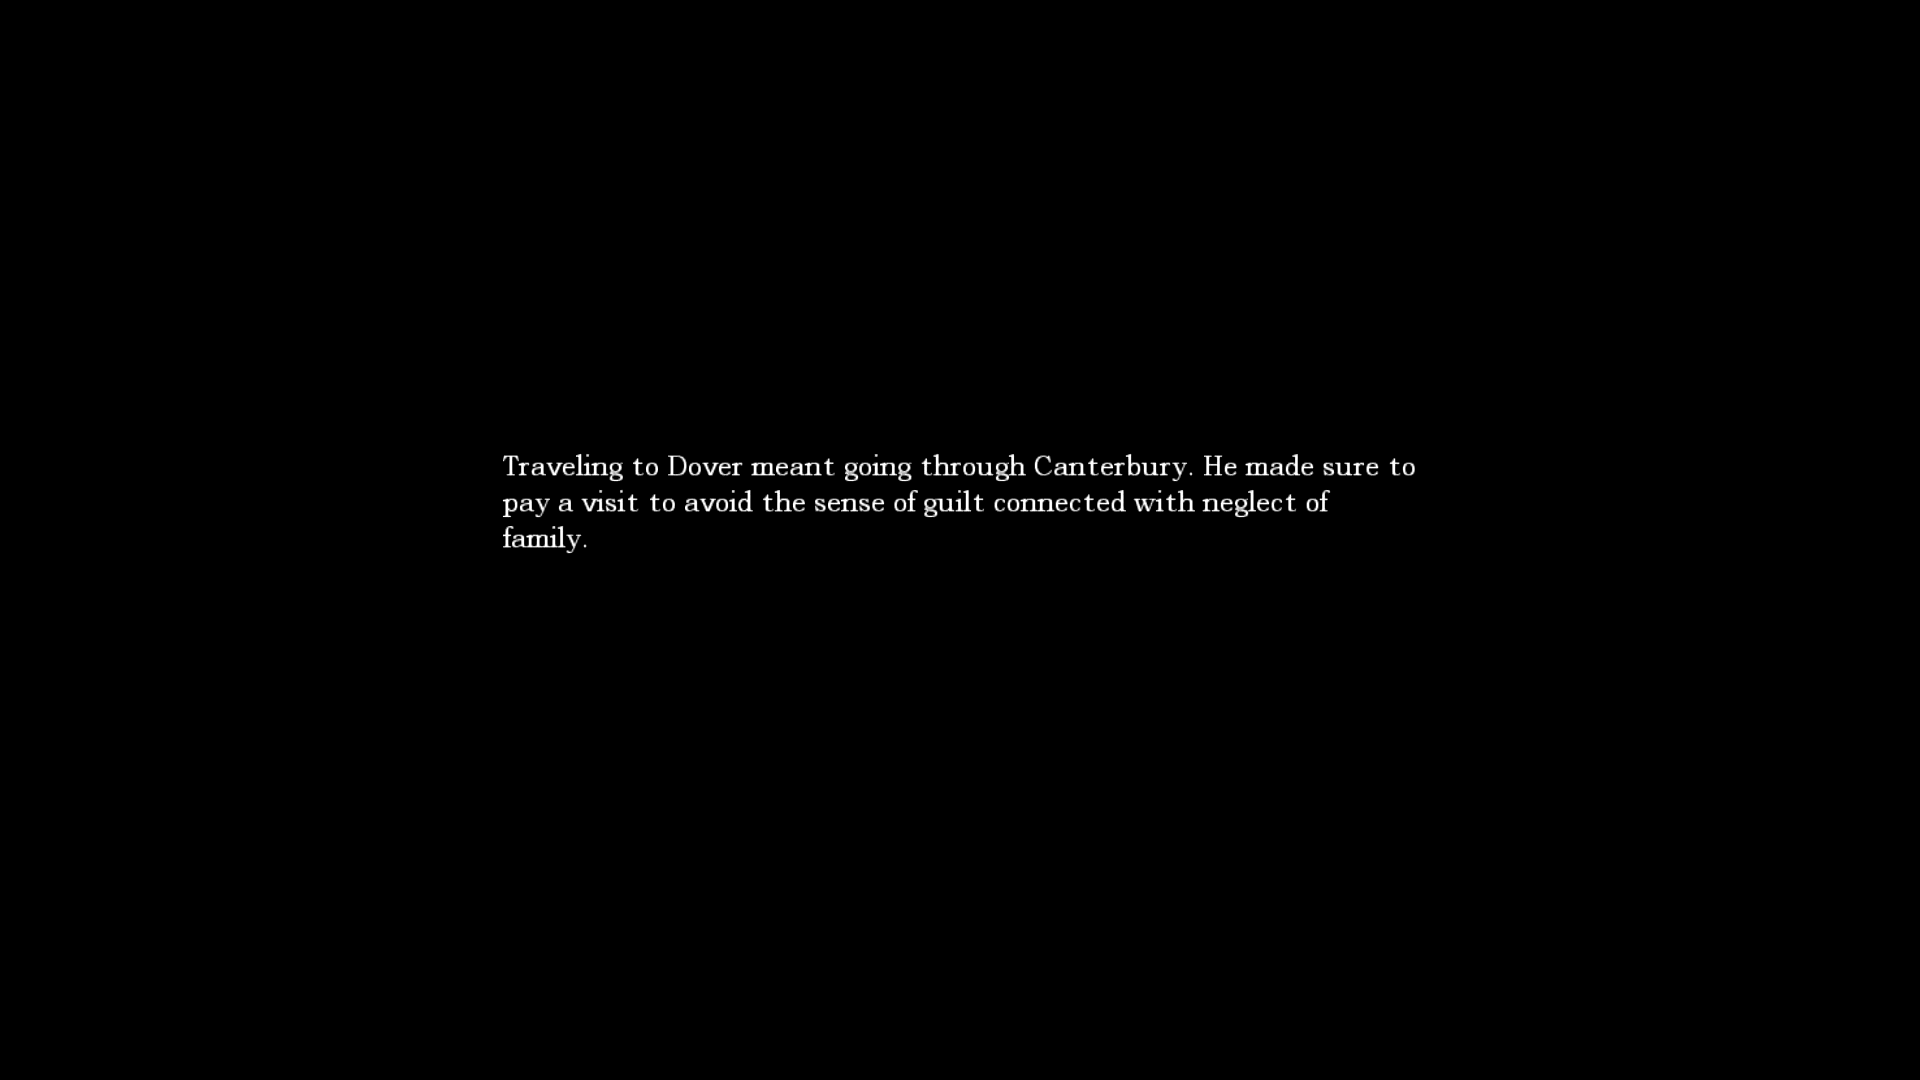 Traveling to Dover meant going through Canterbury. He made sure to
pay a visit to avoid the sense of guilt connected with neglect of
family.